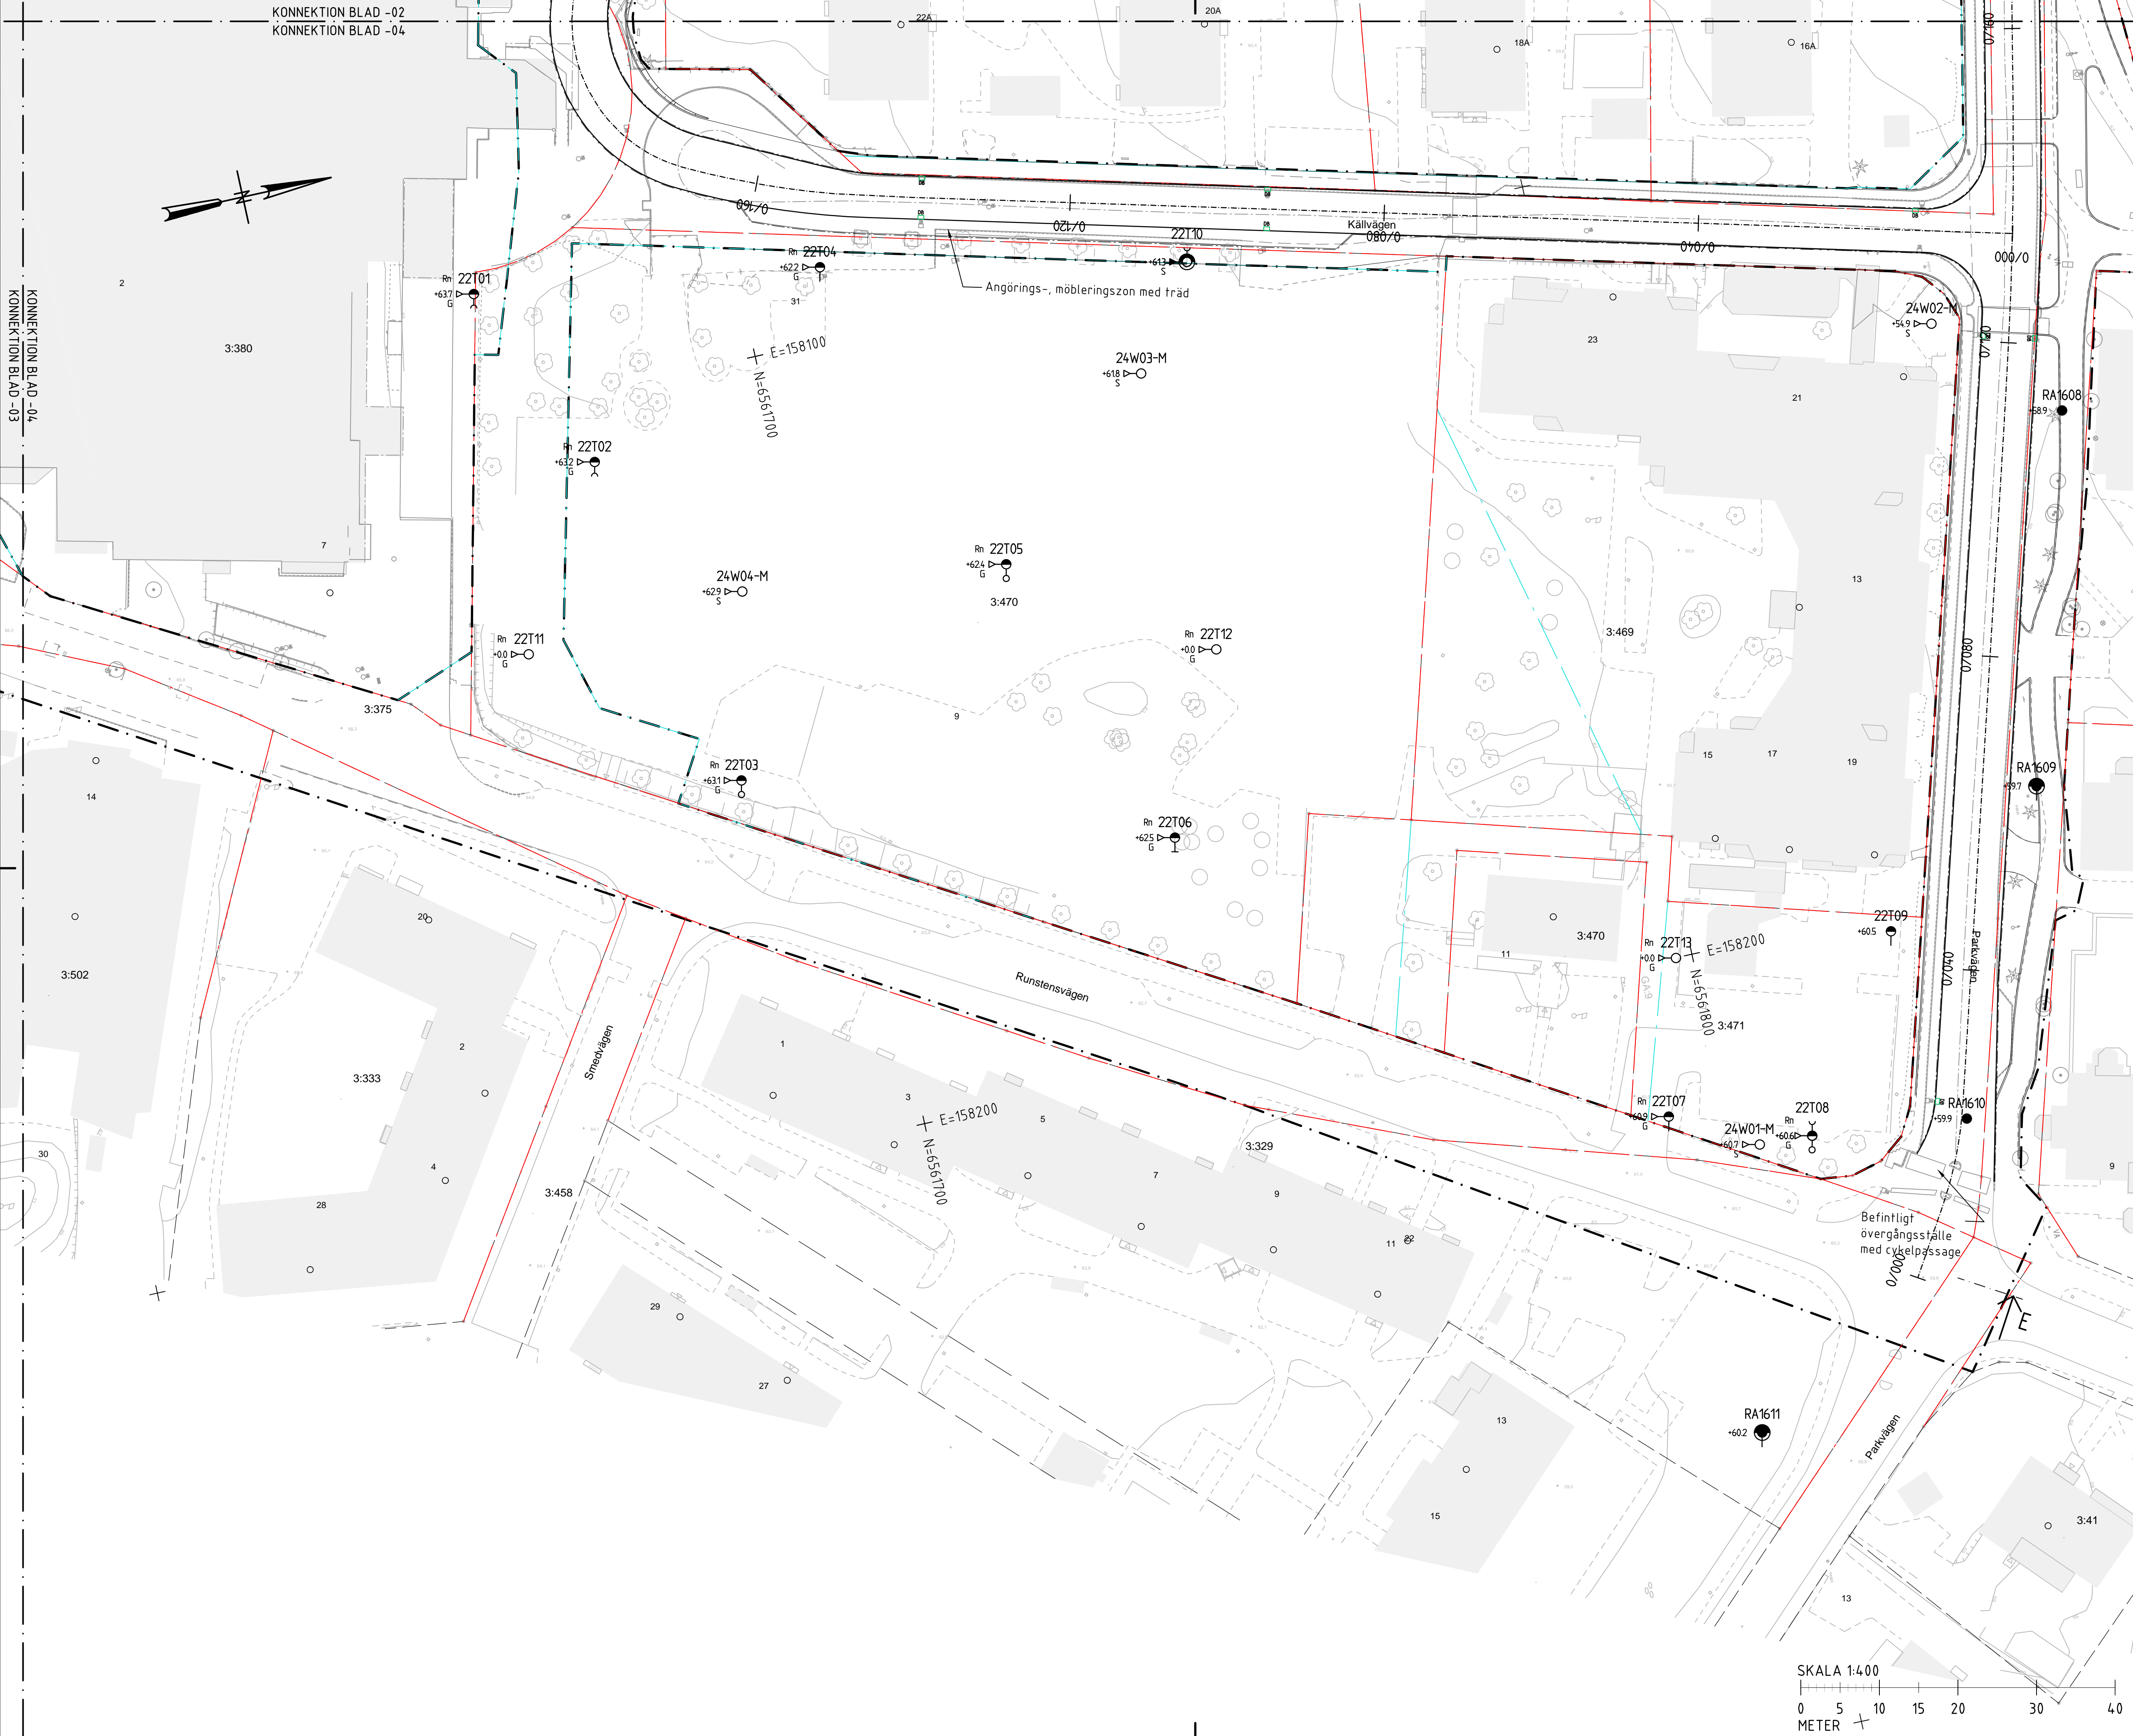 KONNEKTION BLAD -02
KONNEKTION BLAD -04
KONNEKTION BLAD -04
KONNEKTION BLAD -03
22A
20A
18A
16A
0/160
0/160
0/120
Källvägen
0/080
0/040
0/000
2
3:380
7
N
Rn 22T01
+63.7
G
Rn 22T04
+62.2
G
31
22T10
+61.3
S
Angörings-, möbleringszon med träd
E=158100
N=6561700
24W03-M
+61.8
S
23
21
24W02-M
+54.9
S
0/120
RA1608
+58.9
Rn 22T02
+63.2
G
Rn 22T05
+62.4
G
3:470
24W04-M
+62.9
S
13
3:469
Rn 22T11
+0.0
G
Rn 22T12
+0.0
G
0/080
3:375
9
15
17
19
RA1609
+59.7
14
Rn 22T03
+63.1
G
Rn 22T06
+62.5
G
20
3:502
22T09
+60.5
3:470
11
Rn 22T13
+0.0
G
E=158200
N=6561800
GA:9
3:471
0/040
Parkvägen
Runstensvägen
Smedvägen
2
3:333
4
28
30
1
3
5
7
9
11
22
E=158200
N=6561700
3:329
3:458
Rn 22T07
+60.9
G
24W01-M
+60.7
S
22T08
Rn
+60.6
G
RA1610
+59.9
9
Befintligt
övergångsställe
med cykelpassage
0/000
VA
E
29
27
13
15
RA1611
+60.2
Parkvägen
3:41
13
SKALA 1:400
0 5 10 15 20 30 40
METER